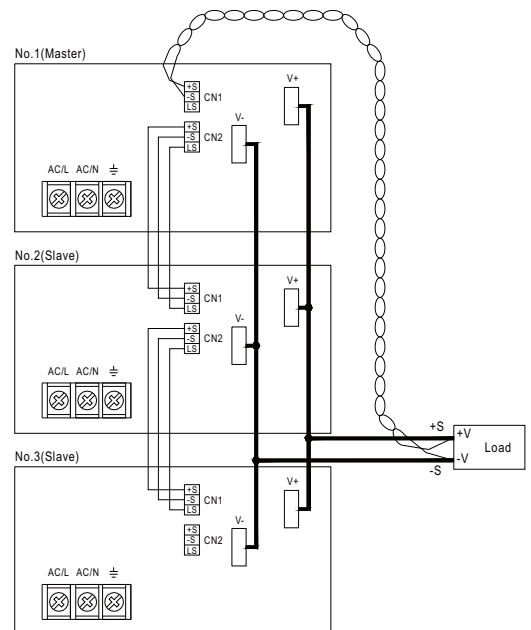 No.1(Master)
+S
-S
LS
CN1
V+
+S
-S
LS
CN2
V-
AC/L AC/N ⏚
No.2(Slave)
+S
-S
LS
CN1
V+
+S
-S
LS
CN2
V-
AC/L AC/N ⏚
+S
+V
Load
-V
-S
No.3(Slave)
+S
-S
LS
CN1
V+
+S
-S
LS
CN2
V-
AC/L AC/N ⏚